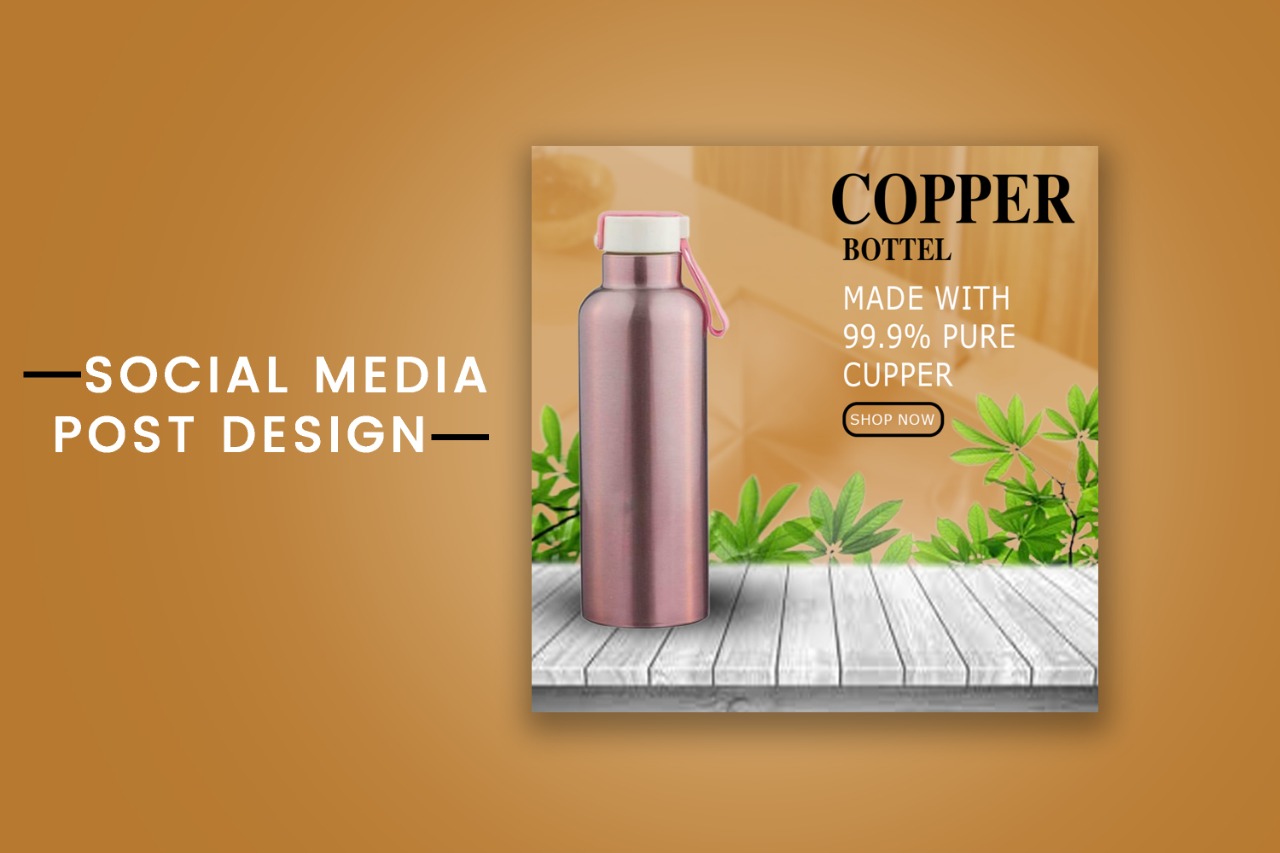 SOCIAL MEDIA
POST DESIGN
COPPER
BOTTEL
MADE WITH
99.9% PURE
CUPPER
SHOP NOW